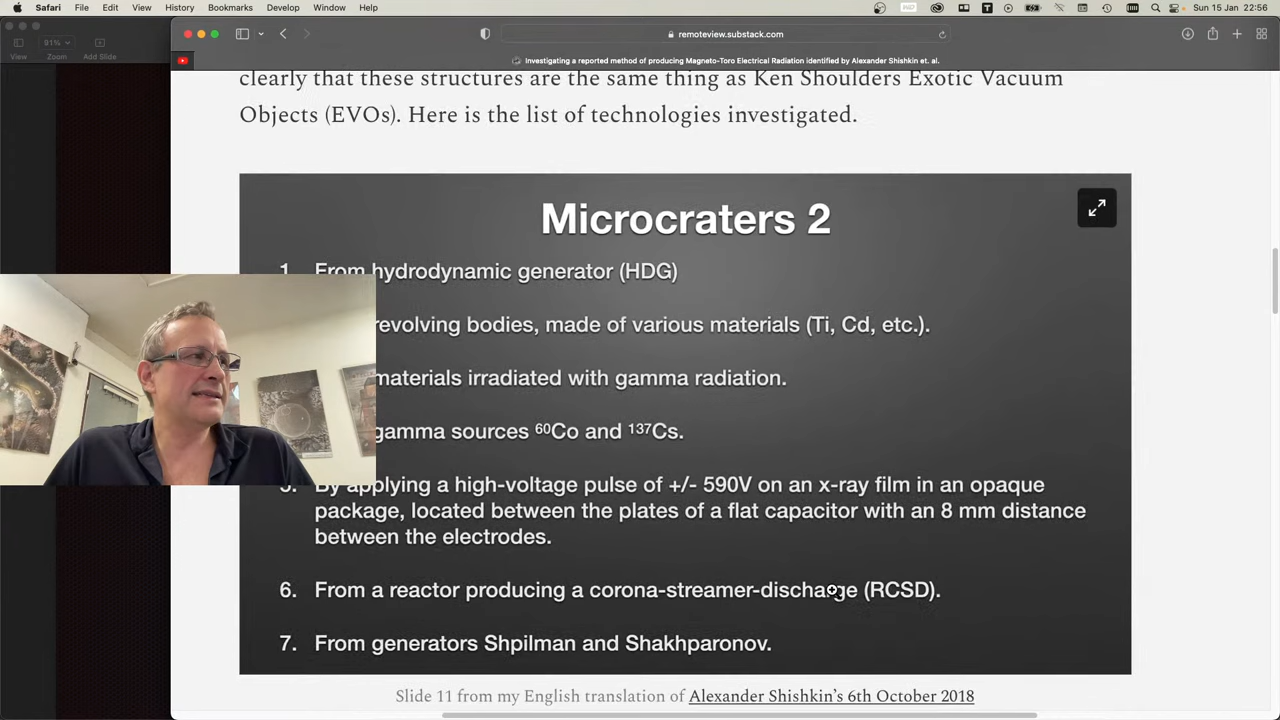 Safari File Edit View History Bookmarks Develop Window Help
Sun 15 Jan 22:56
91%
View Zoom Add Slide
remoteview.substack.com
Investigating a reported method of producing Magneto-Toro Electrical Radiation identified by Alexander Shishkin et. al.
clearly that these structures are the same thing as Ken Shoulders Exotic Vacuum
Objects (EVOs). Here is the list of technologies investigated.
Microcraters 2
1. From hydrodynamic generator (HDG)
revolving bodies, made of various materials (Ti, Cd, etc.).
materials irradiated with gamma radiation.
gamma sources ⁶⁰Co and ¹³⁷Cs.
5. By applying a high-voltage pulse of +/- 590V on an x-ray film in an opaque
package, located between the plates of a flat capacitor with an 8 mm distance
between the electrodes.
6. From a reactor producing a corona-streamer-discharge (RCSD).
7. From generators Shpilman and Shakhparonov.
Slide 11 from my English translation of Alexander Shishkin's 6th October 2018